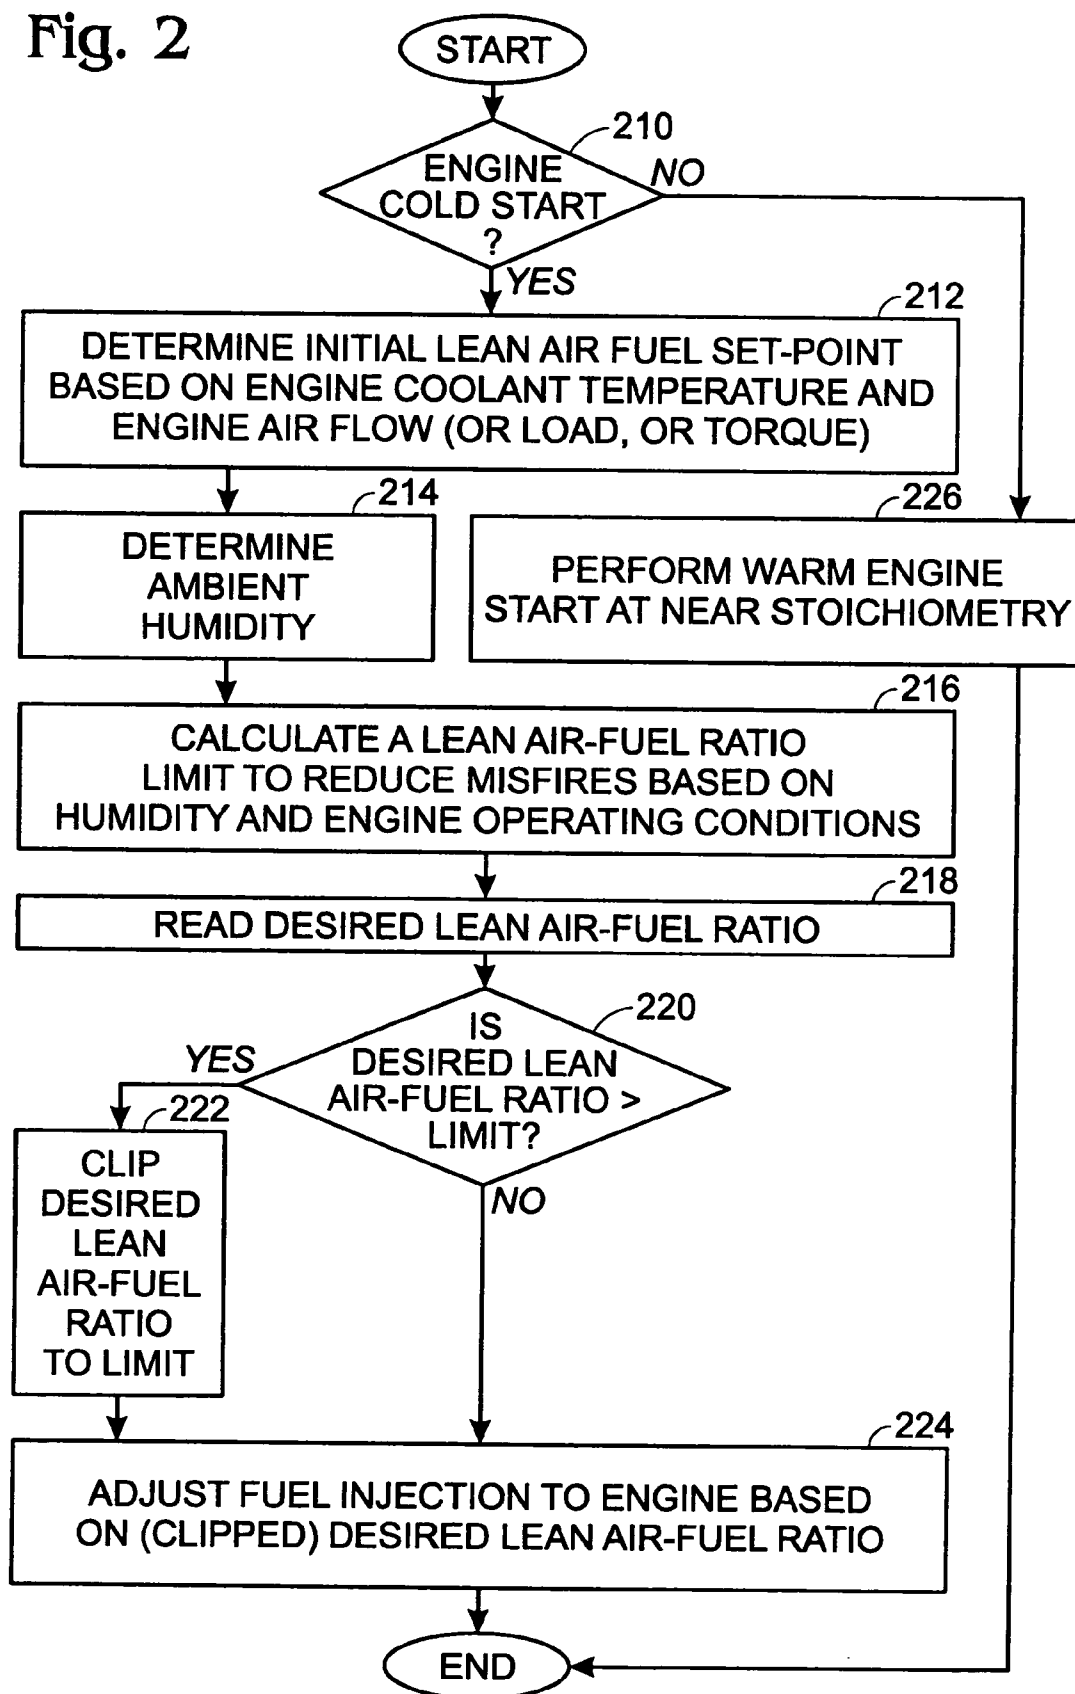 Fig. 2
START
210
ENGINE
COLD START
?
NO
YES
212
DETERMINE INITIAL LEAN AIR FUEL SET-POINT
BASED ON ENGINE COOLANT TEMPERATURE AND
ENGINE AIR FLOW (OR LOAD, OR TORQUE)
214
DETERMINE
AMBIENT
HUMIDITY
226
PERFORM WARM ENGINE
START AT NEAR STOICHIOMETRY
216
CALCULATE A LEAN AIR-FUEL RATIO
LIMIT TO REDUCE MISFIRES BASED ON
HUMIDITY AND ENGINE OPERATING CONDITIONS
218
READ DESIRED LEAN AIR-FUEL RATIO
220
IS
DESIRED LEAN
AIR-FUEL RATIO >
LIMIT?
YES
NO
222
CLIP
DESIRED
LEAN
AIR-FUEL
RATIO
TO LIMIT
224
ADJUST FUEL INJECTION TO ENGINE BASED
ON (CLIPPED) DESIRED LEAN AIR-FUEL RATIO
END